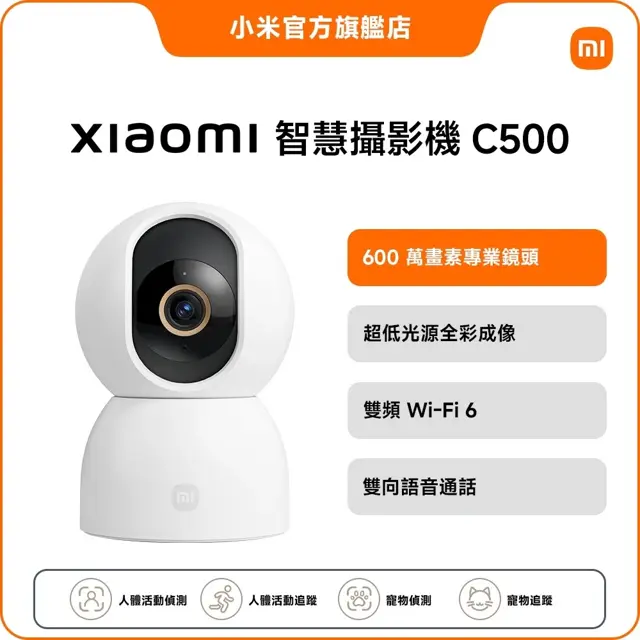 小米官方旗艦店
mi
xiaomi 智慧攝影機 C500
600 萬畫素專業鏡頭
超低光源全彩成像
雙頻 Wi-Fi 6
雙向語音通話
mi
人體活動偵測
人體活動追蹤
寵物偵測
寵物追蹤